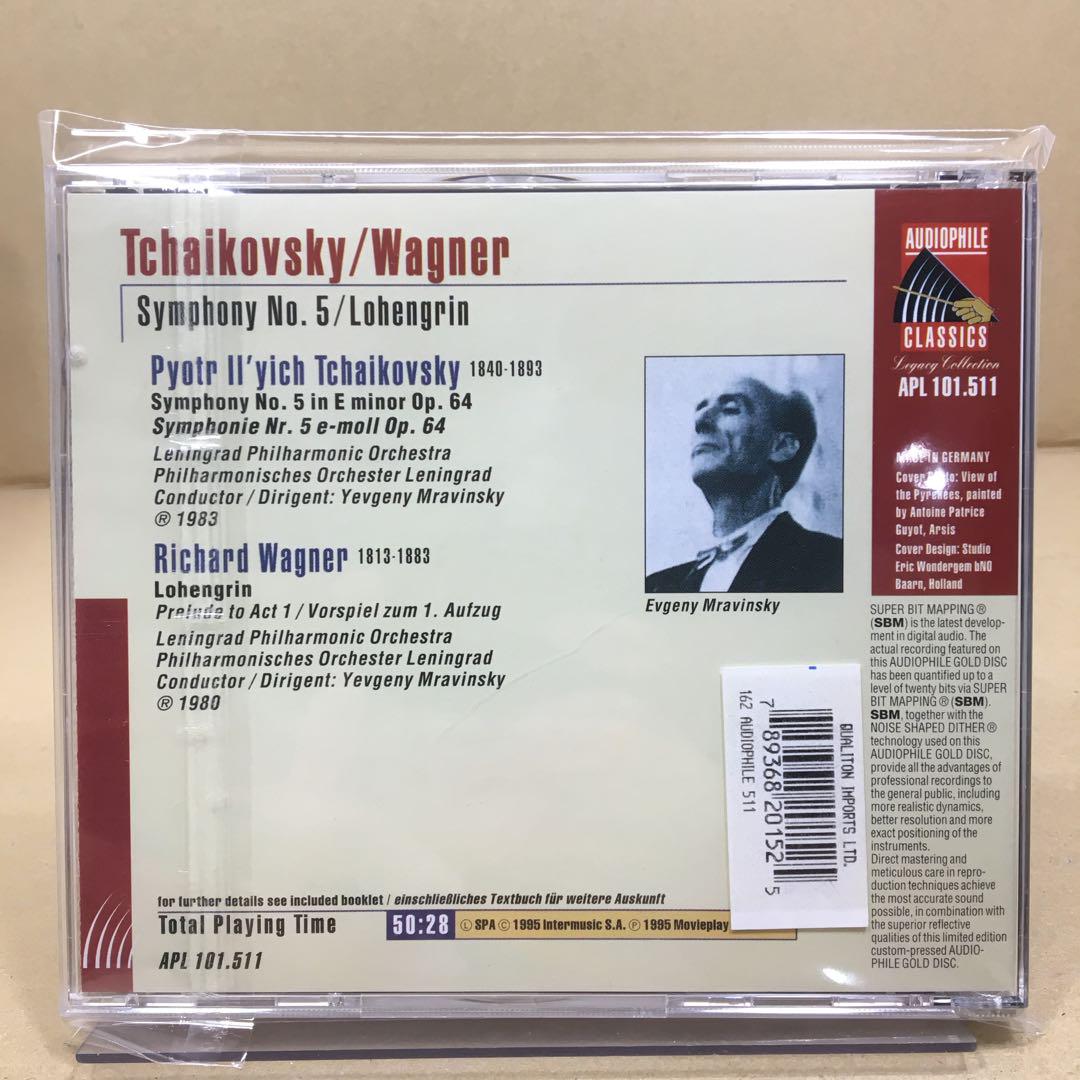 Tchaikovsky/Wagner
Symphony No. 5/Lohengrin
Pyotr Il'yich Tchaikovsky 1840-1893
Symphony No. 5 in E minor Op. 64
Symphonie Nr. 5 e-moll Op. 64
Leningrad Philharmonic Orchestra
Philharmonisches Orchester Leningrad
Conductor / Dirigent: Yevgeny Mravinsky
℗ 1983
Richard Wagner 1813-1883
Lohengrin
Prelude to Act 1 / Vorspiel zum 1. Aufzug
Leningrad Philharmonic Orchestra
Philharmonisches Orchester Leningrad
Conductor / Dirigent: Yevgeny Mravinsky
℗ 1980
Evgeny Mravinsky
for further details see included booklet / einschließliches Textbuch für weitere Auskunft
Total Playing Time 50:28 Ⓛ SPA © 1995 Intermusic S.A. ℗ 1995 Movieplay
APL 101.511
AUDIOPHILE
CLASSICS
Legacy Collection
APL 101.511
MADE IN GERMANY
Cover Photo: View of
the Pyrenees, painted
by Antoine Patrice
Guyot, Arsis
Cover Design: Studio
Eric Wondergem bNO
Baarn, Holland
SUPER BIT MAPPING ®
(SBM) is the latest develop-
ment in digital audio. The
actual recording featured on
this AUDIOPHILE GOLD DISC
has been quantified up to a
level of twenty bits via SUPER
BIT MAPPING ® (SBM).
SBM, together with the
NOISE SHAPED DITHER ®
technology used on this
AUDIOPHILE GOLD DISC,
provide all the advantages of
professional recordings to
the general public, including
more realistic dynamics,
better resolution and more
exact positioning of the
instruments.
Direct mastering and
meticulous care in repro-
duction techniques achieve
the most accurate sound
possible, in combination with
the superior reflective
qualities of this limited edition
custom-pressed AUDIO-
PHILE GOLD DISC.
QUALITON IMPORTS LTD.
7 89368 20152 5
162 AUDIOPHILE 511